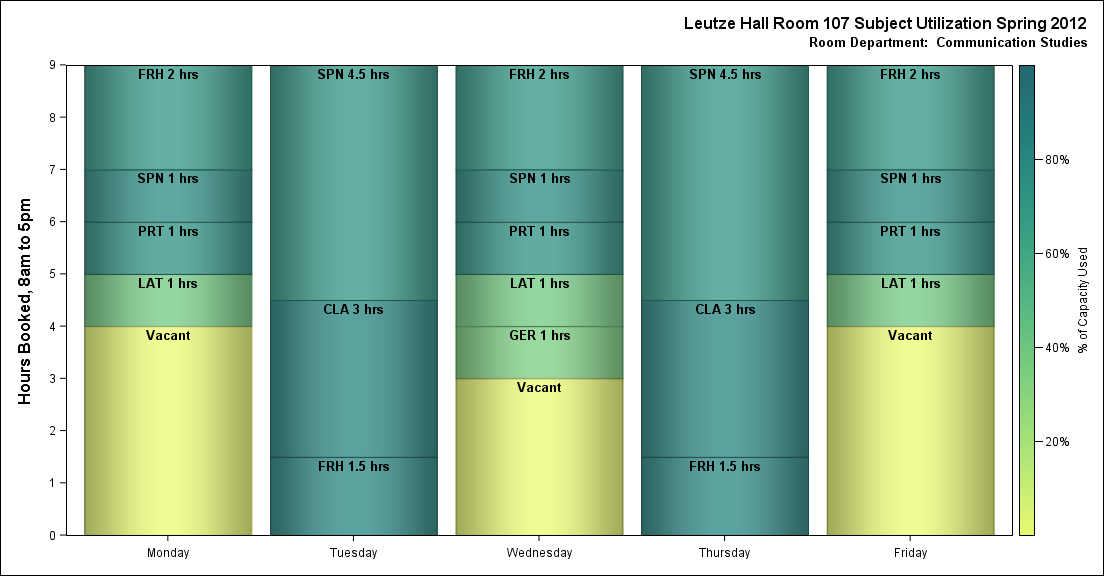 Leutze Hall Room 107 Subject Utilization Spring 2012
Room Department:  Communication Studies
Hours Booked, 8am to 5pm
9
8
7
6
5
4
3
2
1
0
FRH 2 hrs
SPN 1 hrs
PRT 1 hrs
LAT 1 hrs
Vacant
Monday
SPN 4.5 hrs
CLA 3 hrs
FRH 1.5 hrs
Tuesday
FRH 2 hrs
SPN 1 hrs
PRT 1 hrs
LAT 1 hrs
GER 1 hrs
Vacant
Wednesday
SPN 4.5 hrs
CLA 3 hrs
FRH 1.5 hrs
Thursday
FRH 2 hrs
SPN 1 hrs
PRT 1 hrs
LAT 1 hrs
Vacant
Friday
80%
60%
40%
20%
% of Capacity Used